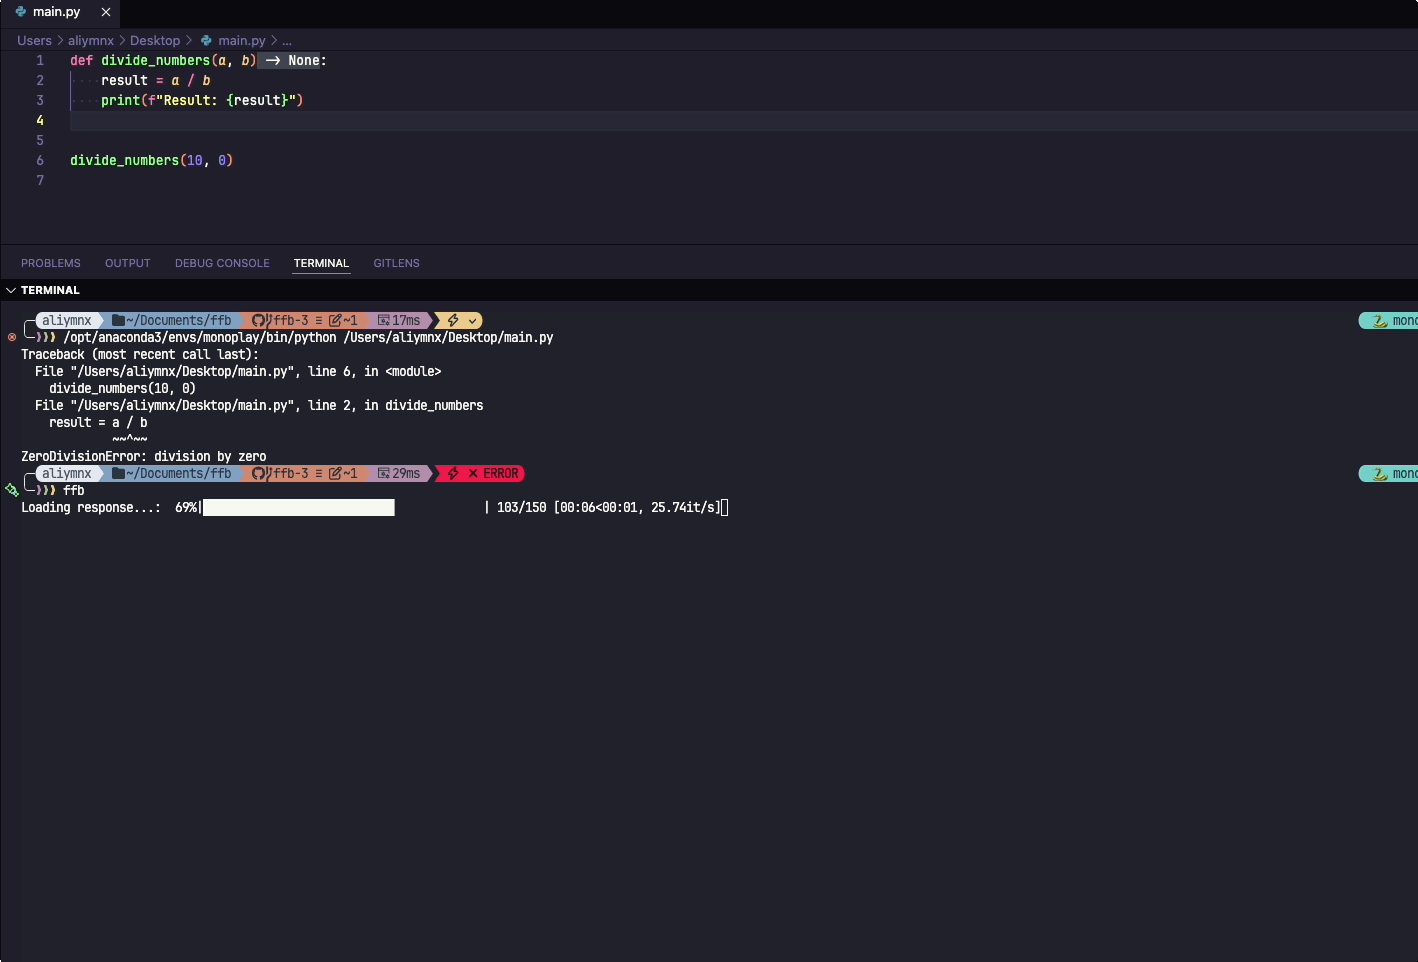 main.py
Users > aliymnx > Desktop > main.py > ...
1 def divide_numbers(a, b) -> None:
2 ····result = a / b
3 ····print(f"Result: {result}")
4
5
6 divide_numbers(10, 0)
7
PROBLEMS OUTPUT DEBUG CONSOLE TERMINAL GITLENS
TERMINAL
aliymnx ~/Documents/ffb ffb-3 ≡ ~1 17ms mono
❯❯❯ /opt/anaconda3/envs/monoplay/bin/python /Users/aliymnx/Desktop/main.py
Traceback (most recent call last):
  File "/Users/aliymnx/Desktop/main.py", line 6, in <module>
    divide_numbers(10, 0)
  File "/Users/aliymnx/Desktop/main.py", line 2, in divide_numbers
    result = a / b
             ~~^~~
ZeroDivisionError: division by zero
aliymnx ~/Documents/ffb ffb-3 ≡ ~1 29ms ✕ ERROR mono
❯❯❯ ffb
Loading response...:  69%| | 103/150 [00:06<00:01, 25.74it/s]